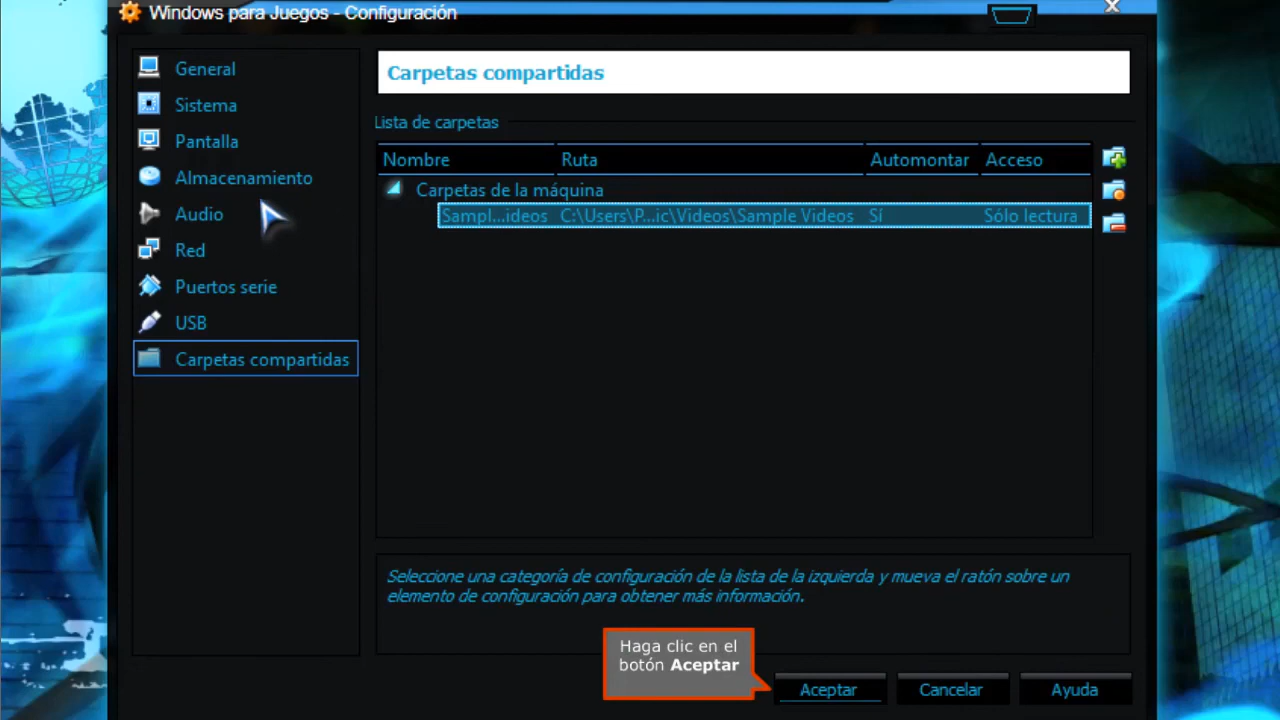 Windows para Juegos - Configuración
General
Sistema
Pantalla
Almacenamiento
Audio
Red
Puertos serie
USB
Carpetas compartidas
Carpetas compartidas
Lista de carpetas
Nombre Ruta Automontar Acceso
Carpetas de la máquina
Sampl...ideos C:\Users\P...ic\Videos\Sample Videos Sí Sólo lectura
Seleccione una categoría de configuración de la lista de la izquierda y mueva el ratón sobre un
elemento de configuración para obtener más información.
Haga clic en el
botón Aceptar
Aceptar Cancelar Ayuda